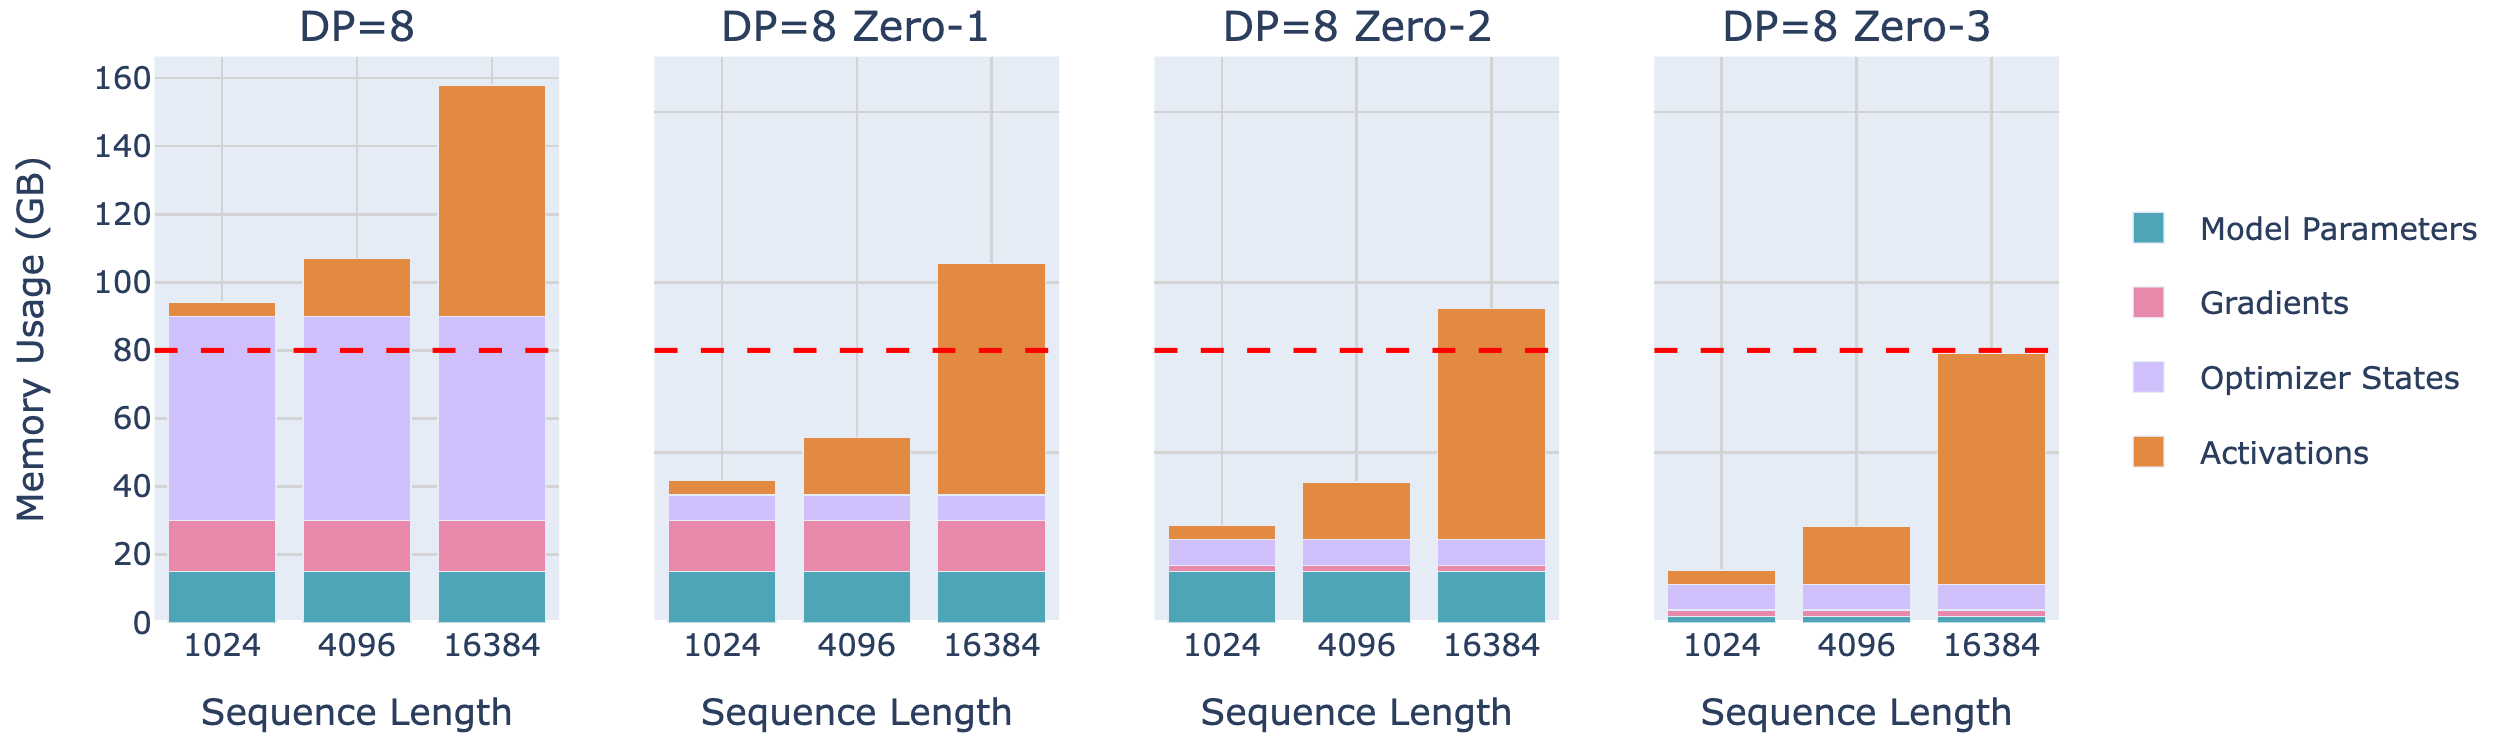 DP=8
DP=8 Zero-1
DP=8 Zero-2
DP=8 Zero-3
Memory Usage (GB)
160
140
120
100
80
60
40
20
0
1024 4096 16384
1024 4096 16384
1024 4096 16384
1024 4096 16384
Sequence Length
Sequence Length
Sequence Length
Sequence Length
Model Parameters
Gradients
Optimizer States
Activations